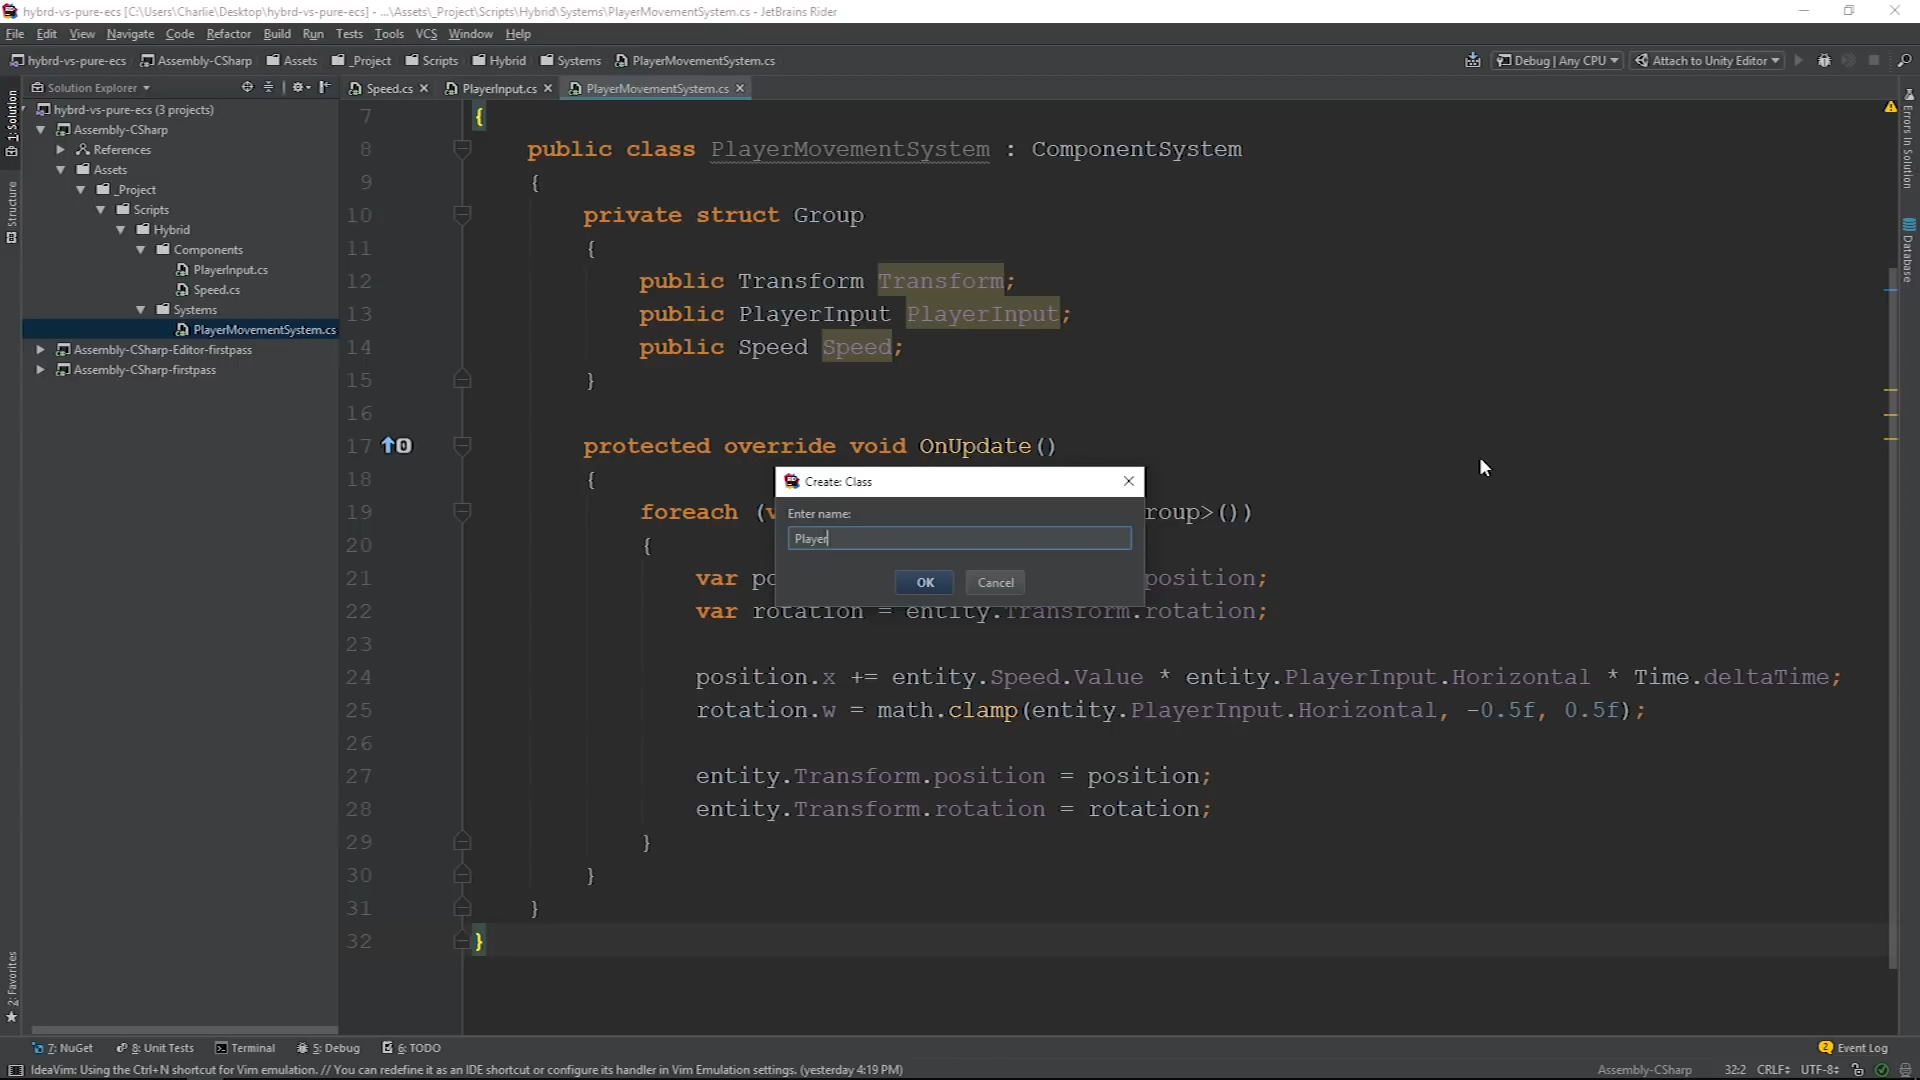 hybrd-vs-pure-ecs [C:\Users\Charlie\Desktop\hybrd-vs-pure-ecs] - ...\Assets\_Project\Scripts\Hybrid\Systems\PlayerMovementSystem.cs - JetBrains Rider
File Edit View Navigate Code Refactor Build Run Tests Tools VCS Window Help
hybrd-vs-pure-ecs Assembly-CSharp Assets _Project Scripts Hybrid Systems PlayerMovementSystem.cs Debug | Any CPU Attach to Unity Editor
Solution Explorer Speed.cs PlayerInput.cs PlayerMovementSystem.cs
1: Solution
Structure
2: Favorites
hybrd-vs-pure-ecs (3 projects)
Assembly-CSharp
References
Assets
_Project
Scripts
Hybrid
Components
PlayerInput.cs
Speed.cs
Systems
PlayerMovementSystem.cs
Assembly-CSharp-Editor-firstpass
Assembly-CSharp-firstpass
7 {
8 public class PlayerMovementSystem : ComponentSystem
9 {
10 private struct Group
11 {
12 public Transform Transform;
13 public PlayerInput PlayerInput;
14 public Speed Speed;
15 }
16
17 protected override void OnUpdate()
18 {
19 foreach (v roup>())
20 {
21 var po position;
22 var rotation = entity.Transform.rotation;
23
24 position.x += entity.Speed.Value * entity.PlayerInput.Horizontal * Time.deltaTime;
25 rotation.w = math.clamp(entity.PlayerInput.Horizontal, -0.5f, 0.5f);
26
27 entity.Transform.position = position;
28 entity.Transform.rotation = rotation;
29 }
30 }
31 }
32 }
Create: Class
Enter name:
Player
OK Cancel
Errors In Solution
Database
7: NuGet 8: Unit Tests Terminal 5: Debug 6: TODO 2 Event Log
IdeaVim: Using the Ctrl+N shortcut for Vim emulation. // You can redefine it as an IDE shortcut or configure its handler in Vim Emulation settings. (yesterday 4:19 PM) Assembly-CSharp 32:2 CRLF UTF-8